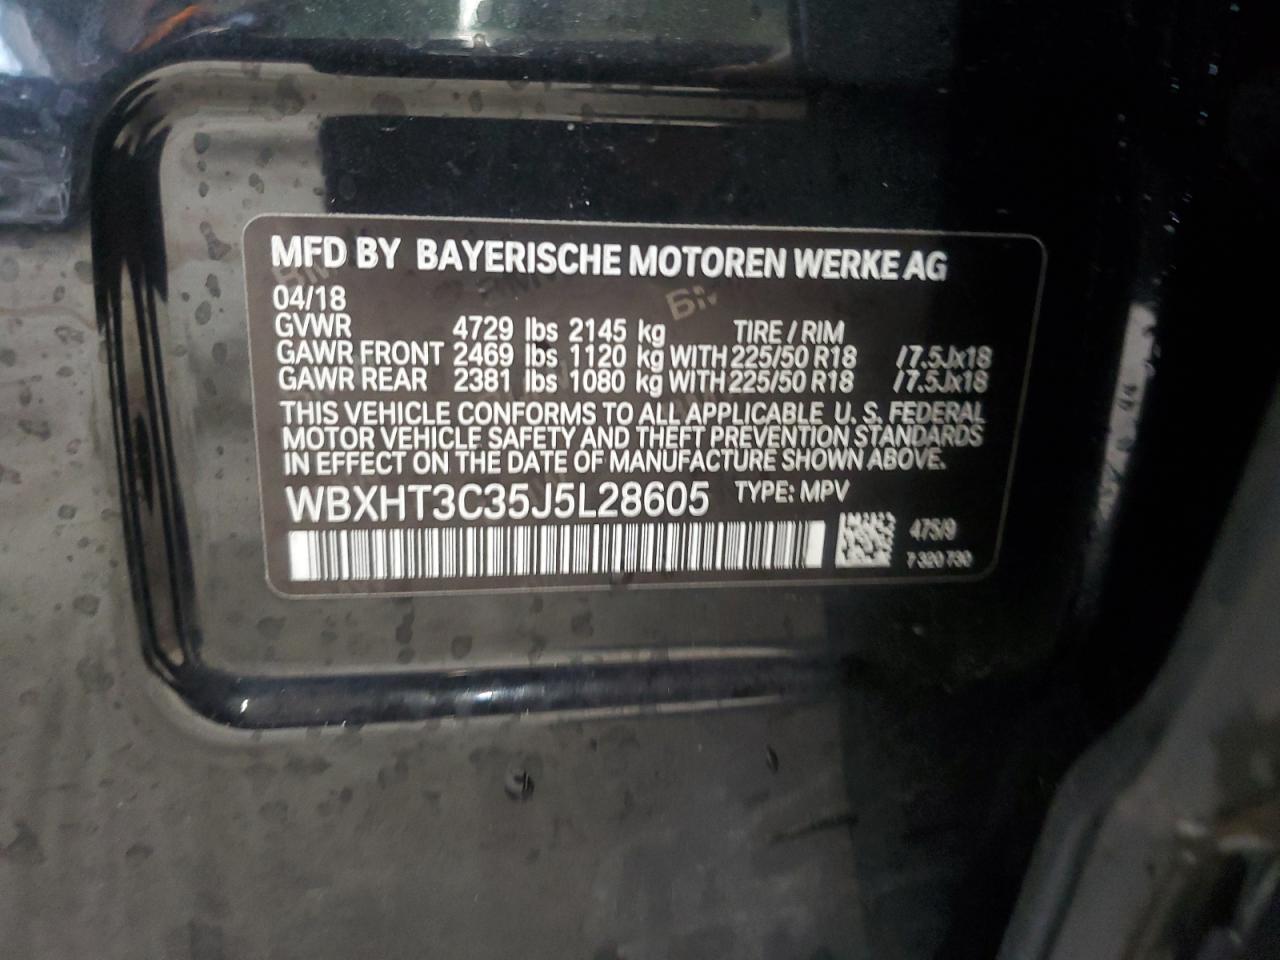 MFD BY BAYERISCHE MOTOREN WERKE AG
04/18
GVWR 4729 lbs 2145 kg TIRE / RIM
GAWR FRONT 2469 lbs 1120 kg WITH 225/50 R18 /7.5Jx18
GAWR REAR 2381 lbs 1080 kg WITH 225/50 R18 /7.5Jx18
THIS VEHICLE CONFORMS TO ALL APPLICABLE U. S. FEDERAL
MOTOR VEHICLE SAFETY AND THEFT PREVENTION STANDARDS
IN EFFECT ON THE DATE OF MANUFACTURE SHOWN ABOVE.
WBXHT3C35J5L28605 TYPE: MPV
475/9
7 320 730